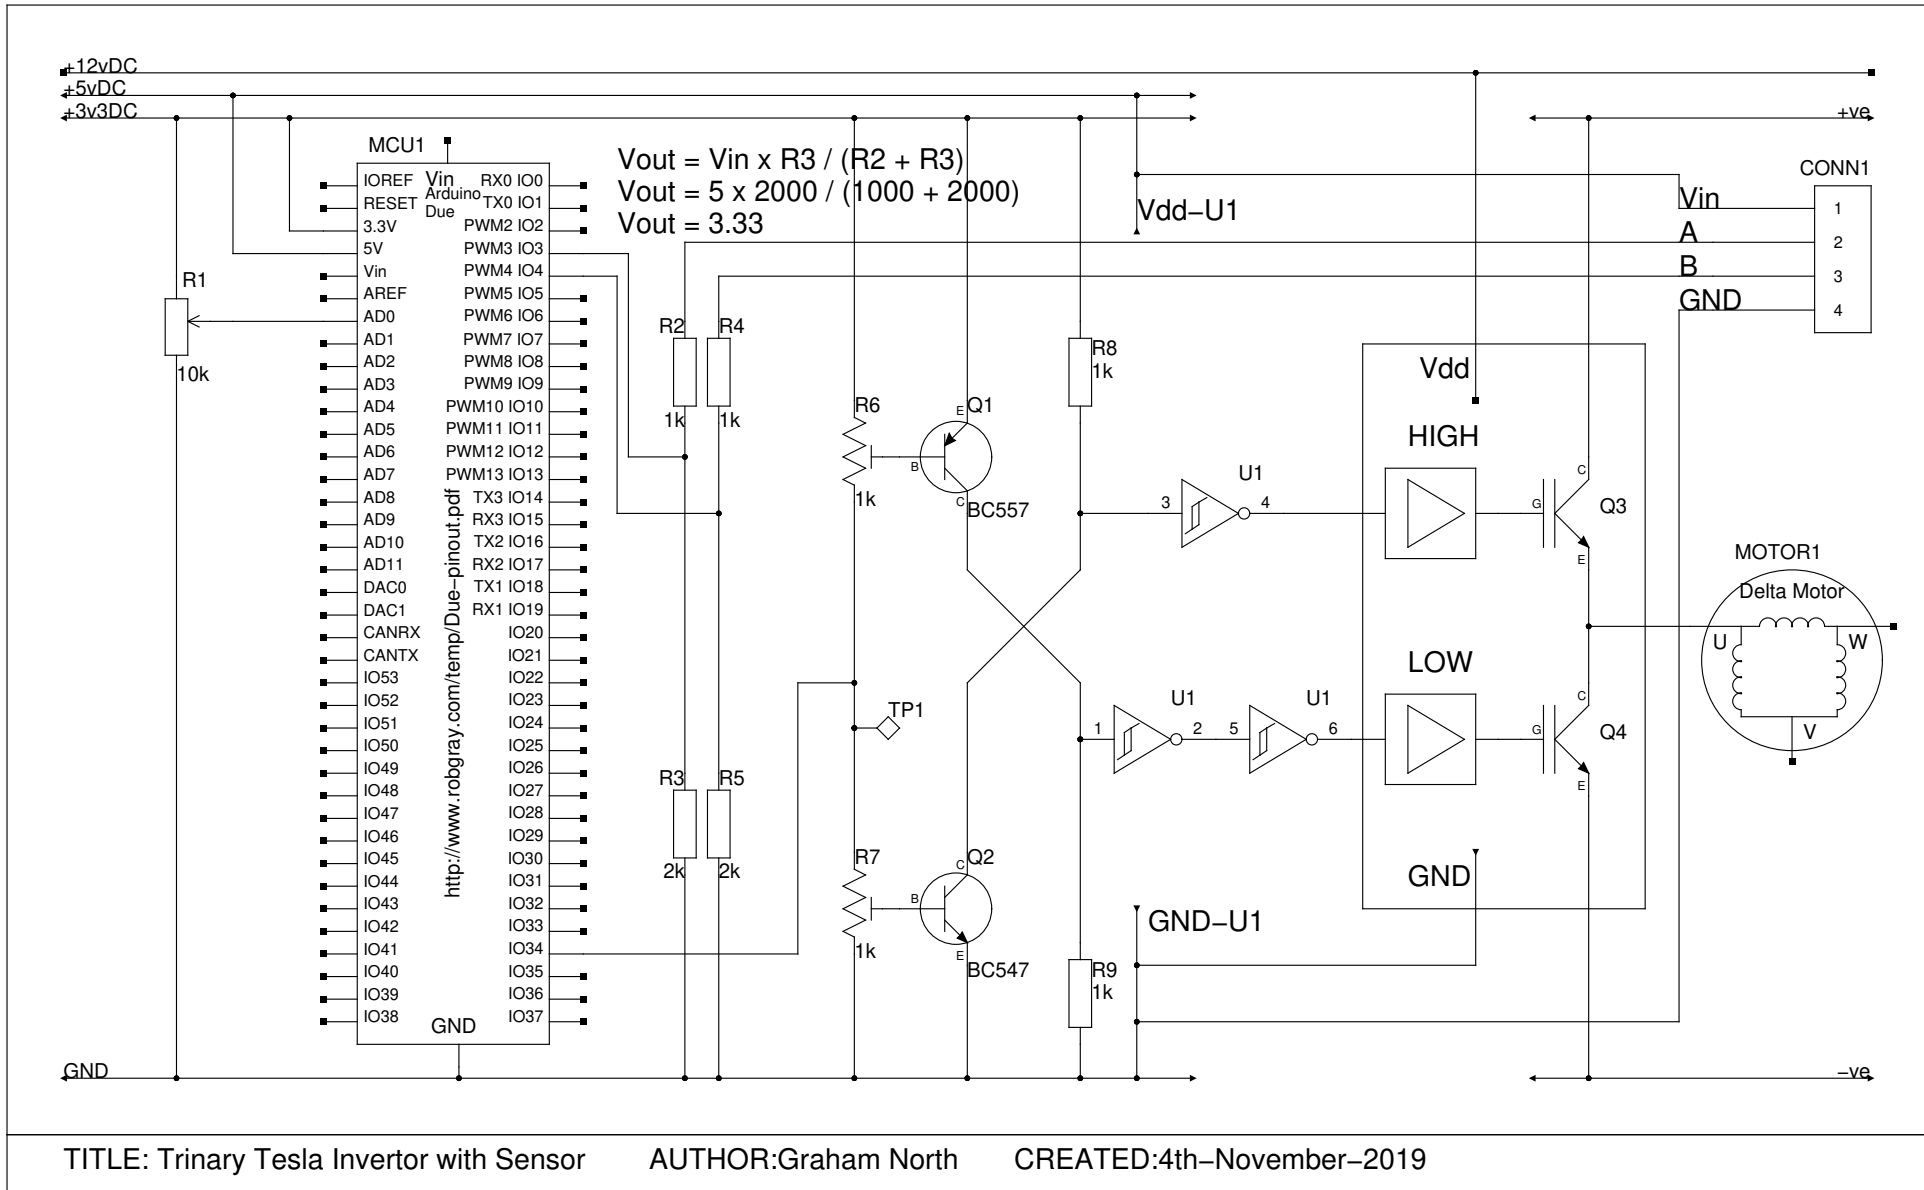 +12vDC
+5vDC
+3v3DC
+ve
MCU1
Vin
Arduino
Due
IOREF
RESET
3.3V
5V
Vin
AREF
AD0
AD1
AD2
AD3
AD4
AD5
AD6
AD7
AD8
AD9
AD10
AD11
DAC0
DAC1
CANRX
CANTX
IO53
IO52
IO51
IO50
IO49
IO48
IO47
IO46
IO45
IO44
IO43
IO42
IO41
IO40
IO39
IO38
http://www.robgray.com/temp/Due-pinout.pdf
GND
RX0 IO0
TX0 IO1
PWM2 IO2
PWM3 IO3
PWM4 IO4
PWM5 IO5
PWM6 IO6
PWM7 IO7
PWM8 IO8
PWM9 IO9
PWM10 IO10
PWM11 IO11
PWM12 IO12
PWM13 IO13
TX3 IO14
RX3 IO15
TX2 IO16
RX2 IO17
TX1 IO18
RX1 IO19
IO20
IO21
IO22
IO23
IO24
IO25
IO26
IO27
IO28
IO29
IO30
IO31
IO32
IO33
IO34
IO35
IO36
IO37
R1
10k
Vout = Vin x R3 / (R2 + R3)
Vout = 5 x 2000 / (1000 + 2000)
Vout = 3.33
R2
1k
R4
1k
R3
2k
R5
2k
R6
1k
R7
1k
TP1
E
Q1
B
C
BC557
C
Q2
B
E
BC547
R8
1k
R9
1k
Vdd-U1
GND-U1
3
U1
4
1
U1
2
5
U1
6
Vdd
HIGH
LOW
GND
C
G
Q3
E
C
G
Q4
E
CONN1
Vin
1
A
2
B
3
GND
4
MOTOR1
Delta Motor
U
W
V
GND
-ve
TITLE: Trinary Tesla Invertor with Sensor AUTHOR:Graham North CREATED:4th-November-2019